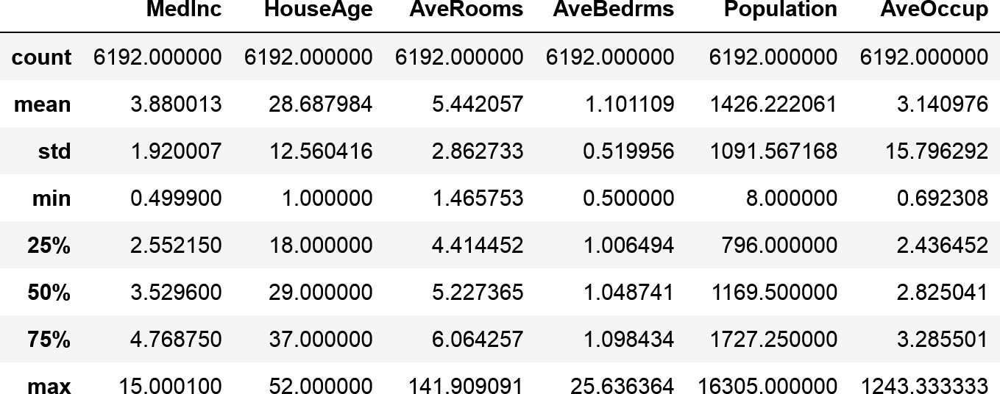 MedInc HouseAge AveRooms AveBedrms Population AveOccup
count 6192.000000 6192.000000 6192.000000 6192.000000 6192.000000 6192.000000
mean 3.880013 28.687984 5.442057 1.101109 1426.222061 3.140976
std 1.920007 12.560416 2.862733 0.519956 1091.567168 15.796292
min 0.499900 1.000000 1.465753 0.500000 8.000000 0.692308
25% 2.552150 18.000000 4.414452 1.006494 796.000000 2.436452
50% 3.529600 29.000000 5.227365 1.048741 1169.500000 2.825041
75% 4.768750 37.000000 6.064257 1.098434 1727.250000 3.285501
max 15.000100 52.000000 141.909091 25.636364 16305.000000 1243.333333